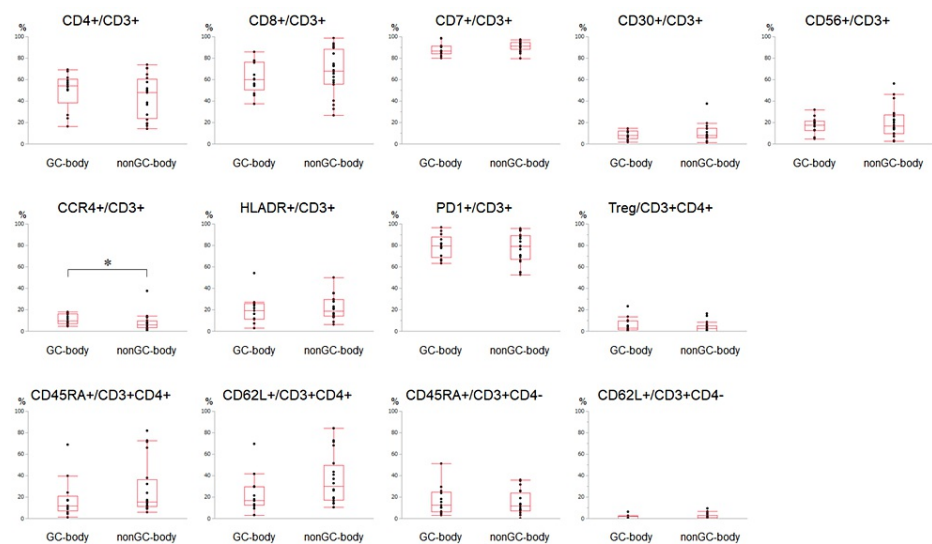 CD4+/CD3+ CD8+/CD3+ CD7+/CD3+ CD30+/CD3+ CD56+/CD3+
% % % % %
100 100 100 100 100
80 80 80 80 80
60 60 60 60 60
40 40 40 40 40
20 20 20 20 20
0 0 0 0 0
GC-body nonGC-body GC-body nonGC-body GC-body nonGC-body GC-body nonGC-body GC-body nonGC-body
CCR4+/CD3+ HLADR+/CD3+ PD1+/CD3+ Treg/CD3+CD4+
% % % %
100 100 100 100
80 80 80 80
* 
60 60 60 60
40 40 40 40
20 20 20 20
0 0 0 0
GC-body nonGC-body GC-body nonGC-body GC-body nonGC-body GC-body nonGC-body
CD45RA+/CD3+CD4+ CD62L+/CD3+CD4+ CD45RA+/CD3+CD4- CD62L+/CD3+CD4-
% % % %
100 100 100 100
80 80 80 80
60 60 60 60
40 40 40 40
20 20 20 20
0 0 0 0
GC-body nonGC-body GC-body nonGC-body GC-body nonGC-body GC-body nonGC-body